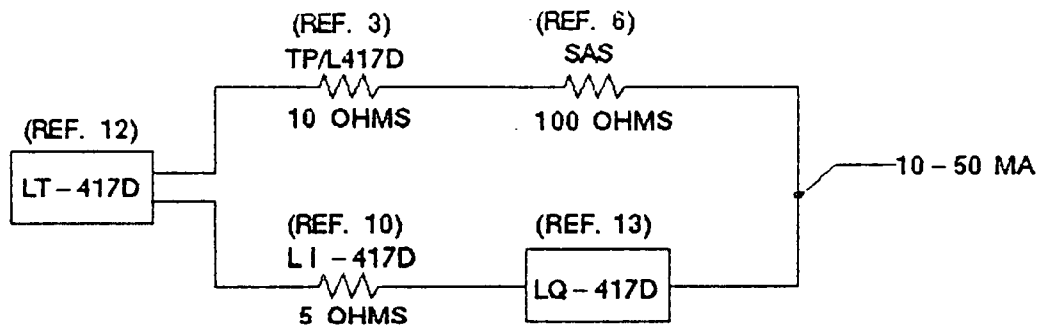 (REF. 3)
TP/L417D
10 OHMS
(REF. 6)
SAS
100 OHMS
(REF. 12)
LT-417D
10-50 MA
(REF. 10)
LI-417D
5 OHMS
(REF. 13)
LQ-417D